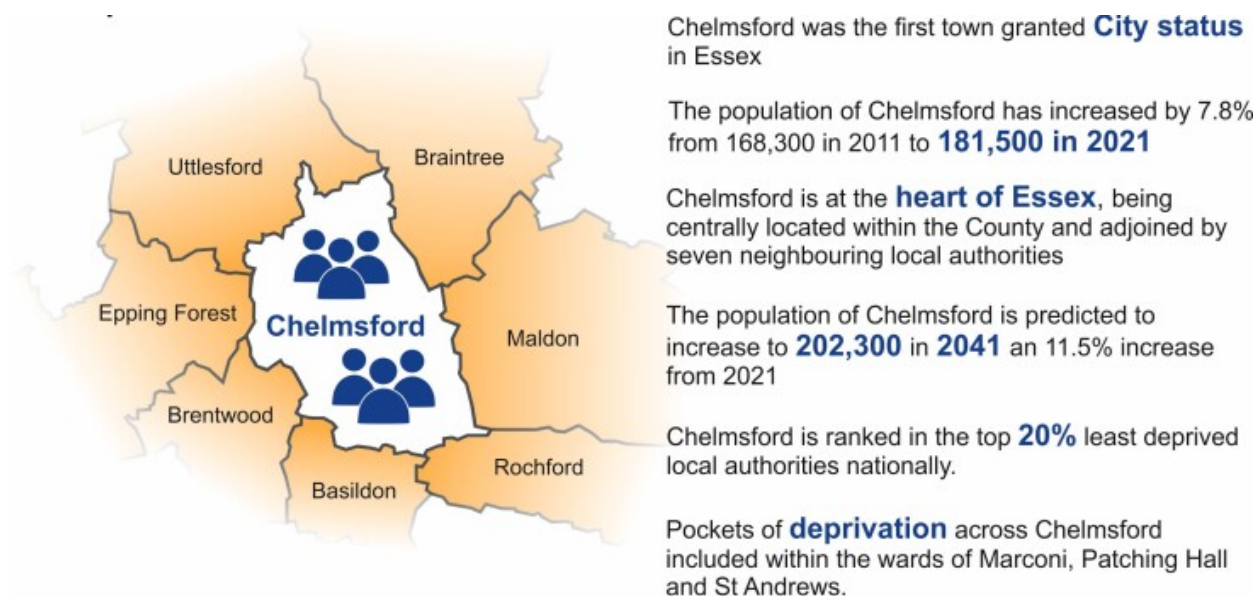 Uttlesford
Braintree
Epping Forest
Chelmsford
Maldon
Brentwood
Basildon
Rochford
Chelmsford was the first town granted City status
in Essex
The population of Chelmsford has increased by 7.8%
from 168,300 in 2011 to 181,500 in 2021
Chelmsford is at the heart of Essex, being
centrally located within the County and adjoined by
seven neighbouring local authorities
The population of Chelmsford is predicted to
increase to 202,300 in 2041 an 11.5% increase
from 2021
Chelmsford is ranked in the top 20% least deprived
local authorities nationally.
Pockets of deprivation across Chelmsford
included within the wards of Marconi, Patching Hall
and St Andrews.